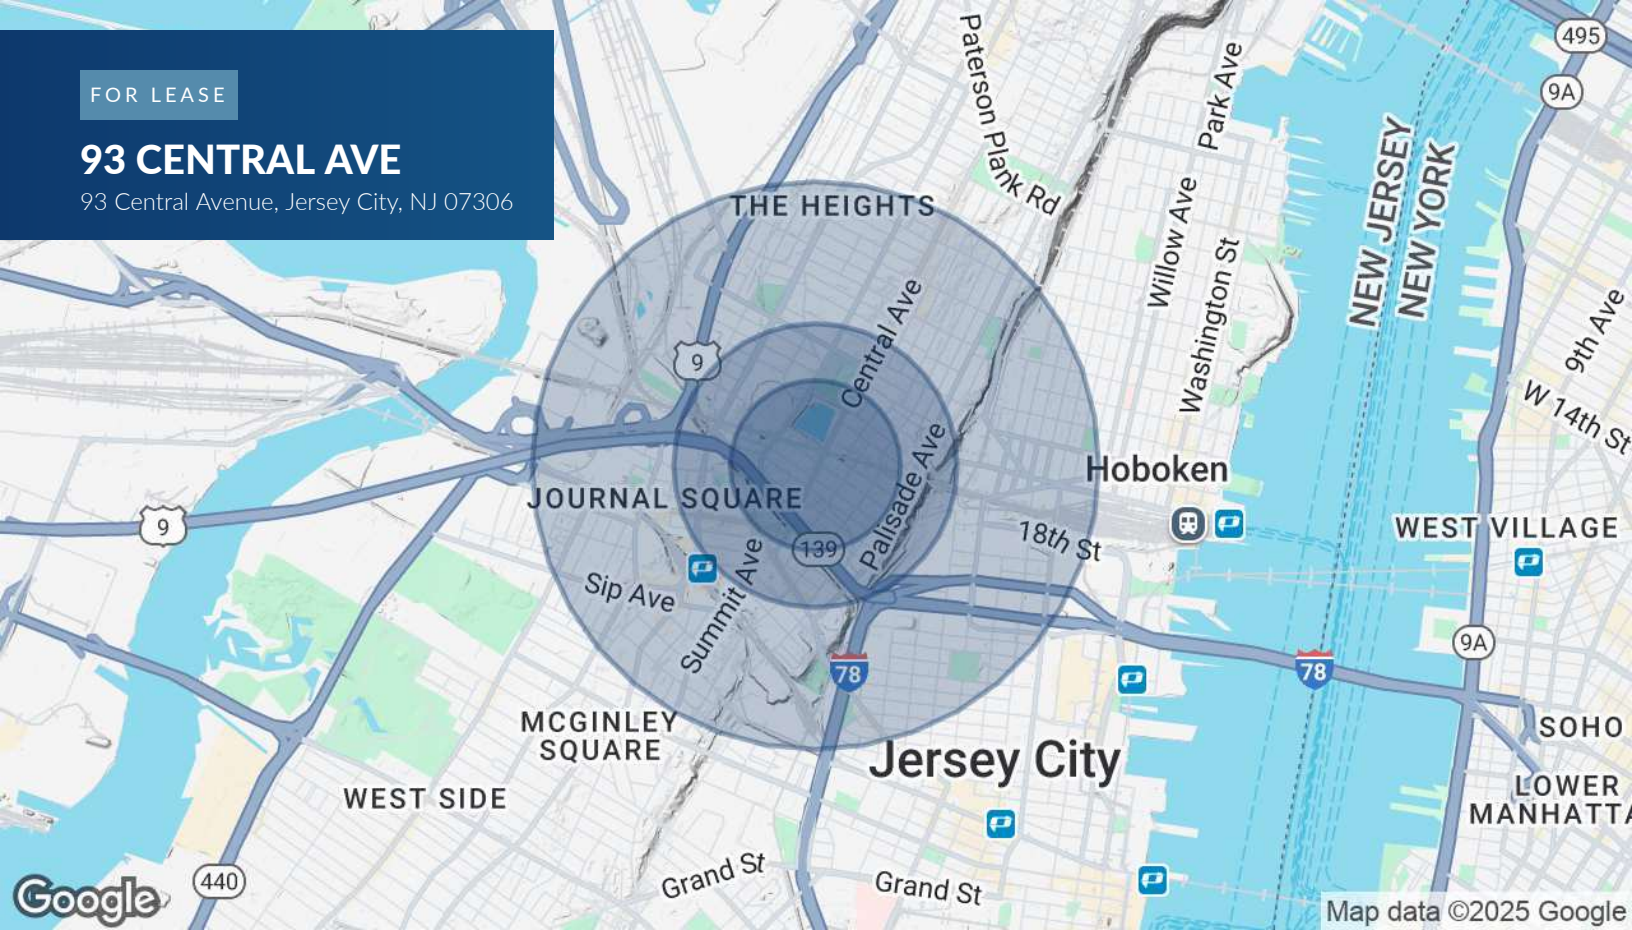 FOR LEASE
93 CENTRAL AVE
93 Central Avenue, Jersey City, NJ 07306
495
9A
Paterson Plank Rd
Park Ave
NEW JERSEY
NEW YORK
THE HEIGHTS
Willow Ave
Washington St
Central Ave
9th Ave
W 14th St
9
Palisade Ave
Hoboken
JOURNAL SQUARE
9
139
18th St
WEST VILLAGE
Sip Ave
Summit Ave
78
78
9A
MCGINLEY
SQUARE
SOHO
Jersey City
WEST SIDE
LOWER
MANHATTA
Grand St
Grand St
440
Google
Map data ©2025 Google